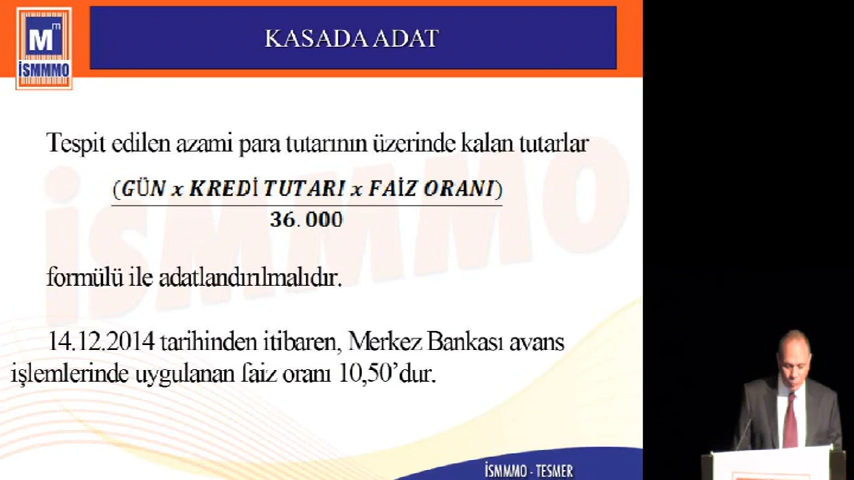 M m
İSMMMO
KASADA ADAT
Tespit edilen azami para tutarının üzerinde kalan tutarlar
(GÜN x KREDİ TUTARI x FAİZ ORANI)
36.000
formülü ile adatlandırılmalıdır.
14.12.2014 tarihinden itibaren, Merkez Bankası avans
işlemlerinde uygulanan faiz oranı 10,50’dur.
İSMMMO
İSMMMO - TESMER